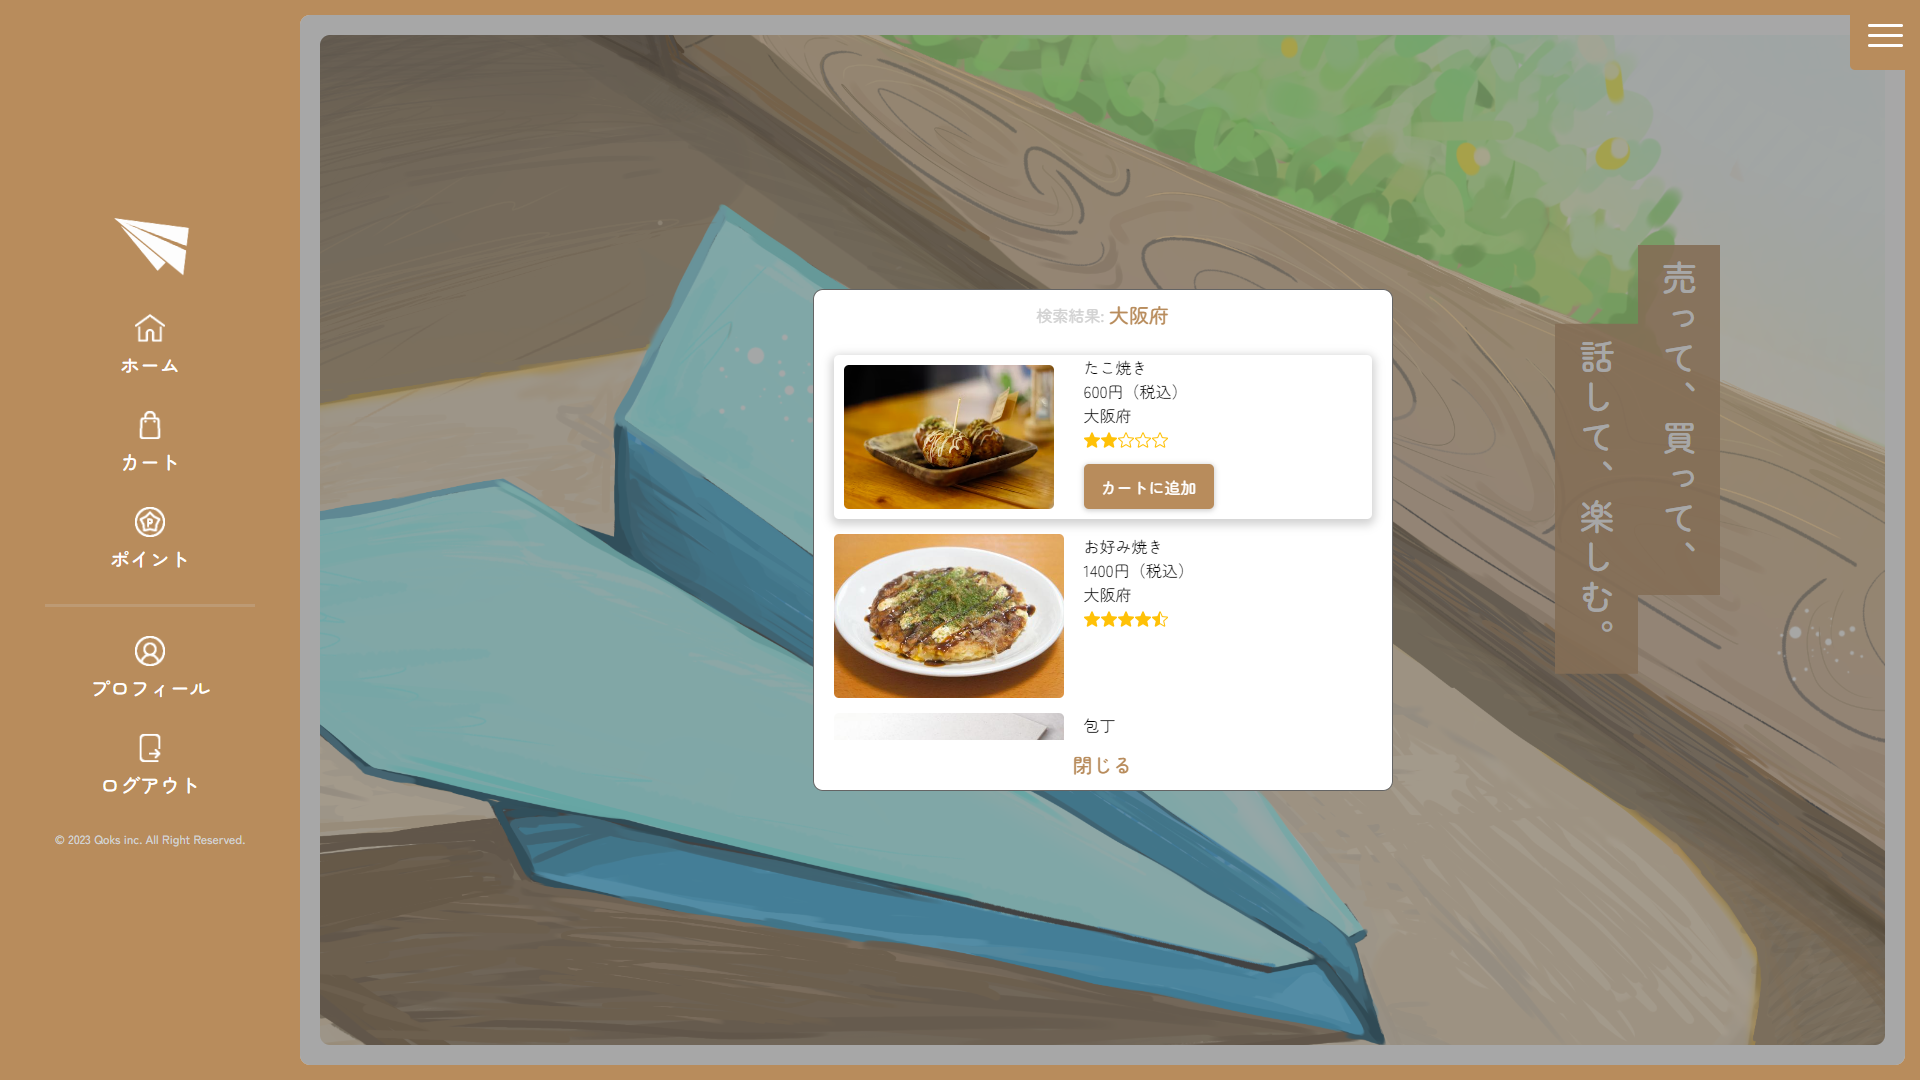 ホーム
カート
ポイント
プロフィール
ログアウト
© 2023 Qoks inc. All Right Reserved.
検索結果: 大阪府
たこ焼き
600円（税込）
大阪府
カートに追加
お好み焼き
1400円（税込）
大阪府
包丁
閉じる
売って、買って、
話して、楽しむ。